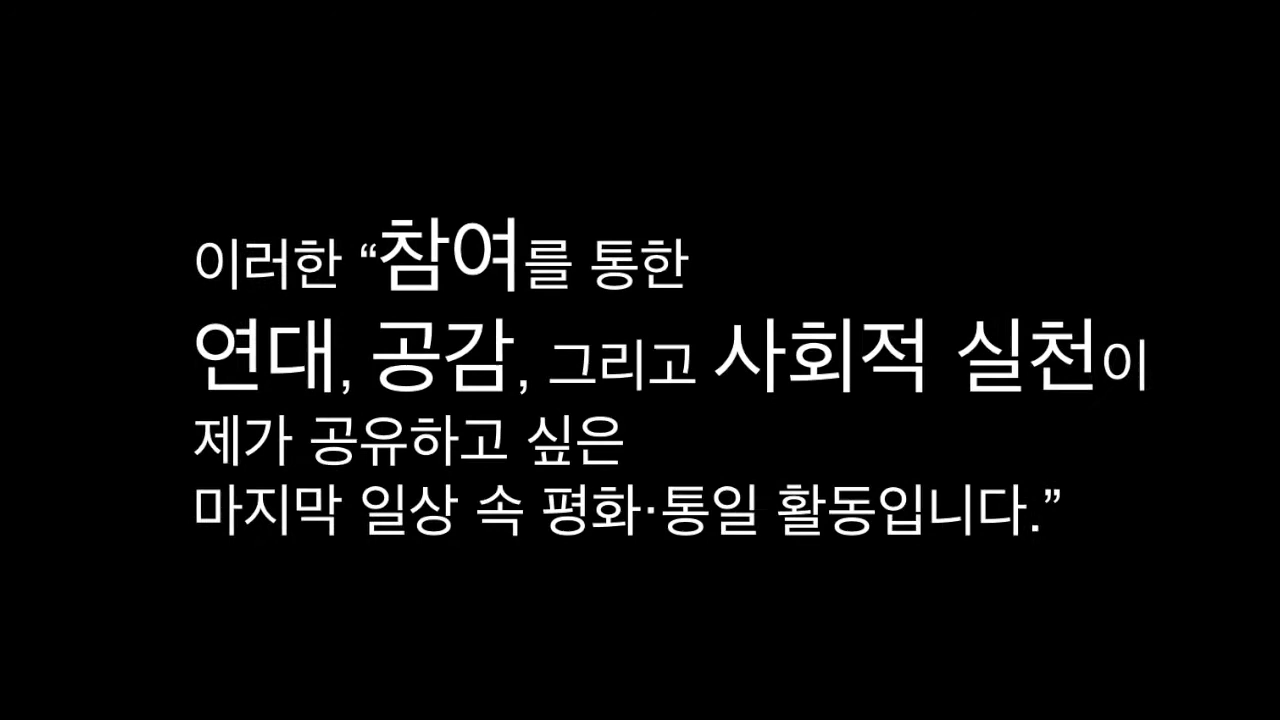 이러한 “참여를 통한
연대, 공감, 그리고 사회적 실천이
제가 공유하고 싶은
마지막 일상 속 평화·통일 활동입니다.”